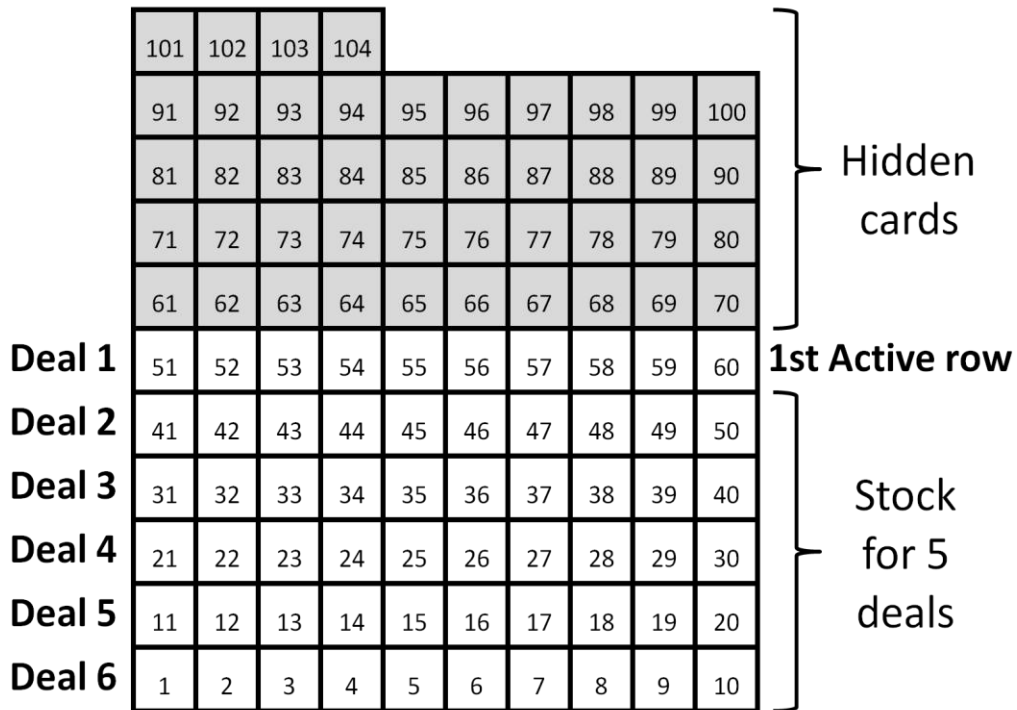 101 102 103 104
91 92 93 94 95 96 97 98 99 100
81 82 83 84 85 86 87 88 89 90
71 72 73 74 75 76 77 78 79 80
61 62 63 64 65 66 67 68 69 70
Hidden
cards
Deal 1 51 52 53 54 55 56 57 58 59 60 1st Active row
Deal 2 41 42 43 44 45 46 47 48 49 50
Deal 3 31 32 33 34 35 36 37 38 39 40
Deal 4 21 22 23 24 25 26 27 28 29 30
Deal 5 11 12 13 14 15 16 17 18 19 20
Deal 6 1 2 3 4 5 6 7 8 9 10
Stock
for 5
deals